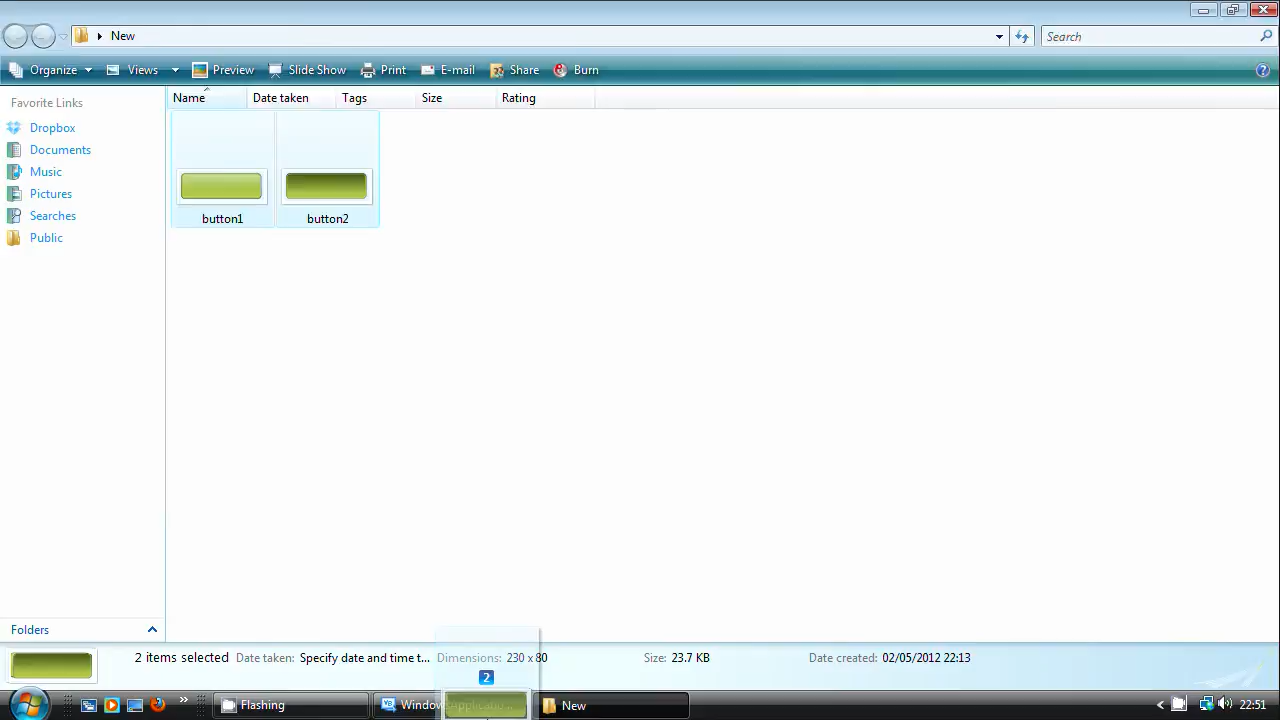 New
Search
Organize Views Preview Slide Show Print E-mail Share Burn
Favorite Links
Name Date taken Tags Size Rating
Dropbox
Documents
Music
Pictures
Searches
Public
button1 button2
Folders
2 items selected Date taken: Specify date and time t... Dimensions: 230 x 80 Size: 23.7 KB Date created: 02/05/2012 22:13
2
Flashing
New
22:51